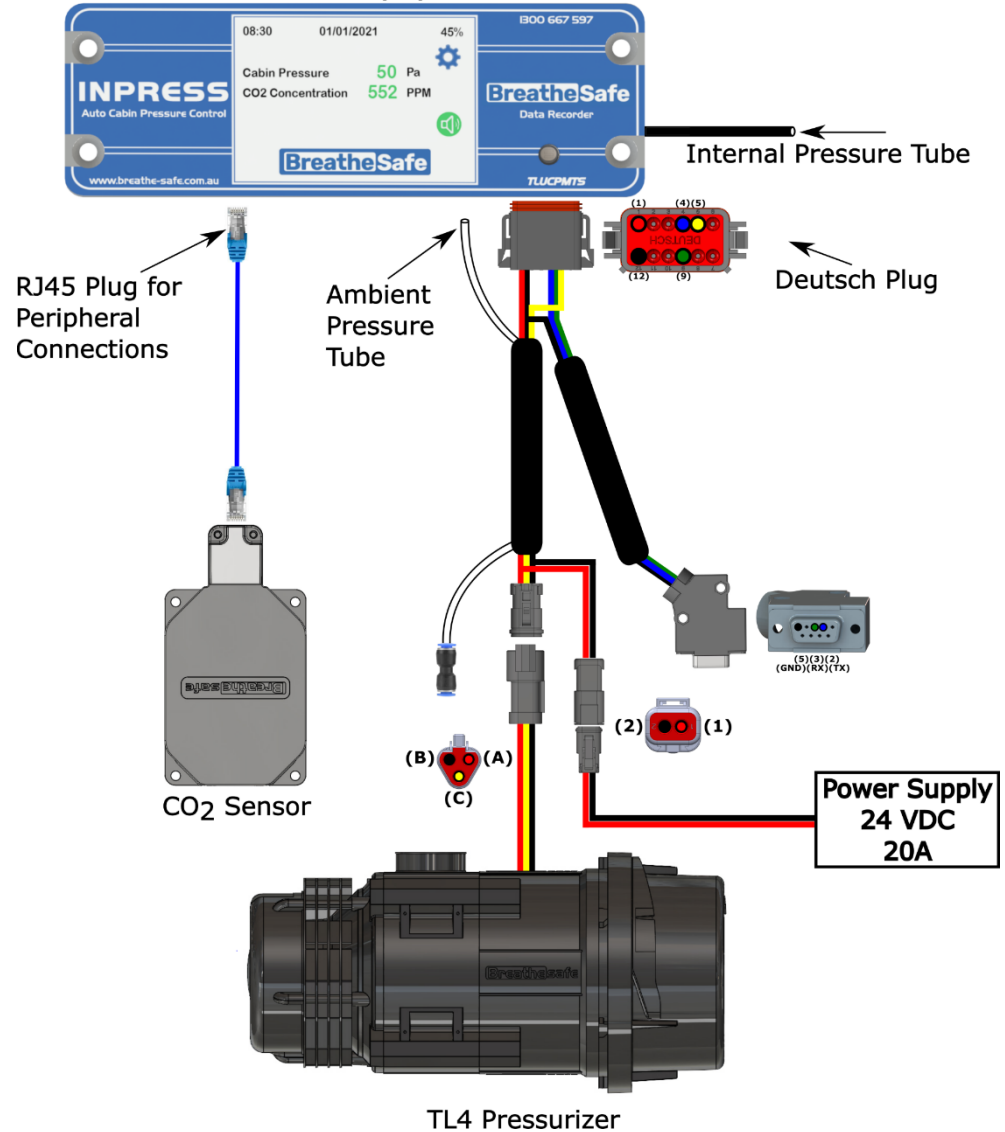 1300 667 597
08:30 01/01/2021 45%
Cabin Pressure 50 Pa
CO2 Concentration 552 PPM
INPRESS
Auto Cabin Pressure Control
BreatheSafe
Data Recorder
BreatheSafe
www.breathe-safe.com.au
TLUCPMTS
Internal Pressure Tube
(1) (4)(5)
DEUTSCH
(12) (9)
Deutsch Plug
RJ45 Plug for
Peripheral
Connections
Ambient
Pressure
Tube
(5)(3)(2)
(GND)(RX)(TX)
Breathesafe
(2) (1)
(B) (A)
(C)
CO2 Sensor
Power Supply
24 VDC
20A
Breathesafe
TL4 Pressurizer